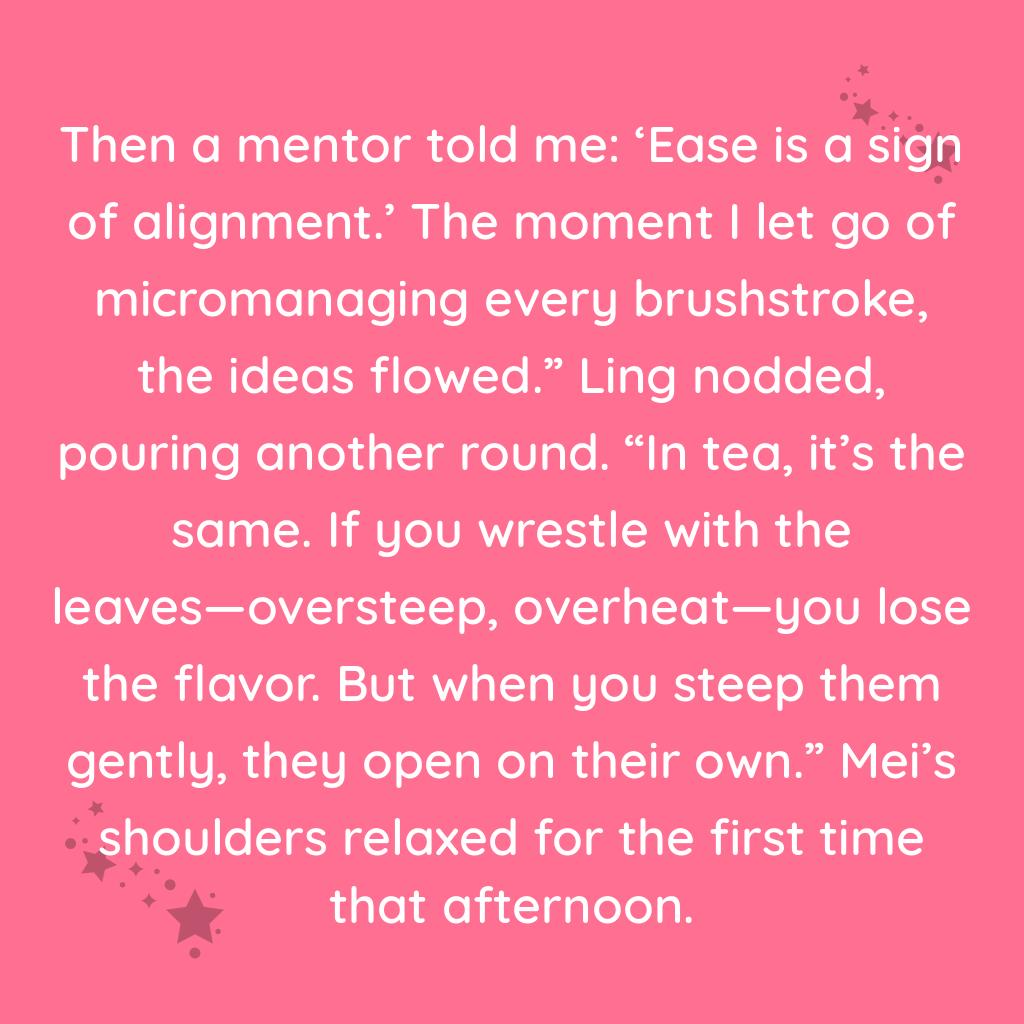 Then a mentor told me: ‘Ease is a sign
of alignment.’ The moment I let go of
micromanaging every brushstroke,
the ideas flowed.” Ling nodded,
pouring another round. “In tea, it’s the
same. If you wrestle with the
leaves—oversteep, overheat—you lose
the flavor. But when you steep them
gently, they open on their own.” Mei’s
shoulders relaxed for the first time
that afternoon.